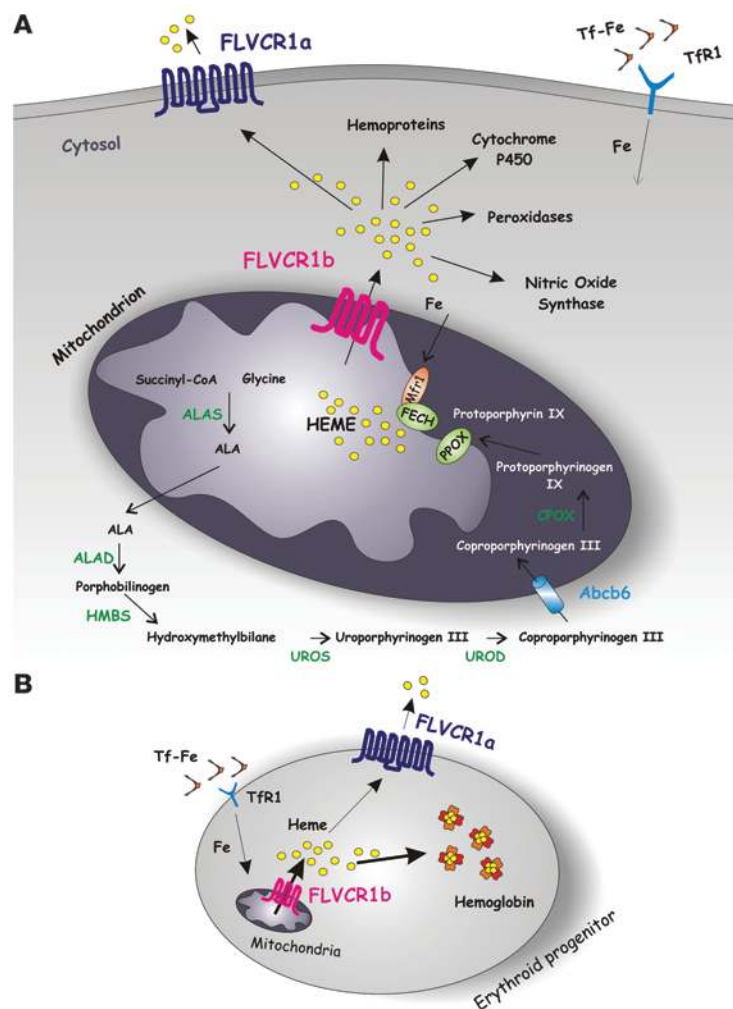 A
FLVCR1a
Tf-Fe
TfR1
Cytosol
Hemoproteins
Cytochrome
P450
Fe
Peroxidases
FLVCR1b
Nitric Oxide
Synthase
Fe
Mitochondrion
Succinyl-CoA
Glycine
Mfr1
ALAS
HEME
FECH
Protoporphyrin IX
PPOX
ALA
Protoporphyrinogen
IX
CPOX
ALA
Coproporphyrinogen III
ALAD
Abcb6
Porphobilinogen
HMBS
Hydroxymethylbilane
Uroporphyrinogen III
Coproporphyrinogen III
UROS
UROD
B
FLVCR1a
Tf-Fe
TfR1
Heme
Fe
FLVCR1b
Hemoglobin
Mitochondria
Erythroid progenitor